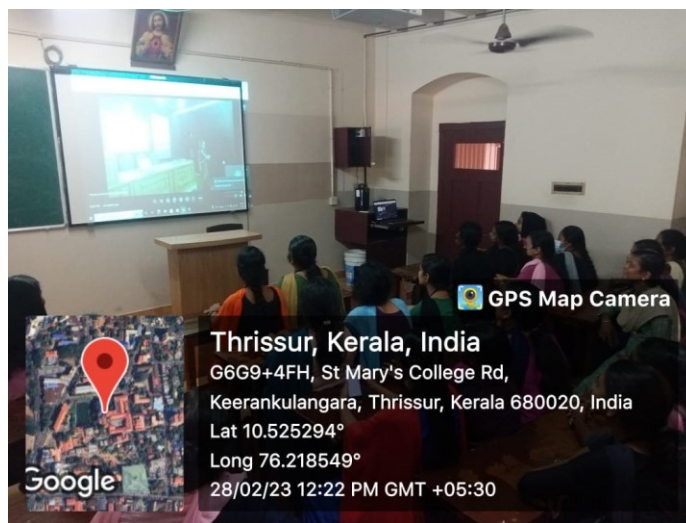 GPS Map Camera
Thrissur, Kerala, India
G6G9+4FH, St Mary's College Rd,
Keerankulangara, Thrissur, Kerala 680020, India
Lat 10.525294°
Long 76.218549°
28/02/23 12:22 PM GMT +05:30
Google